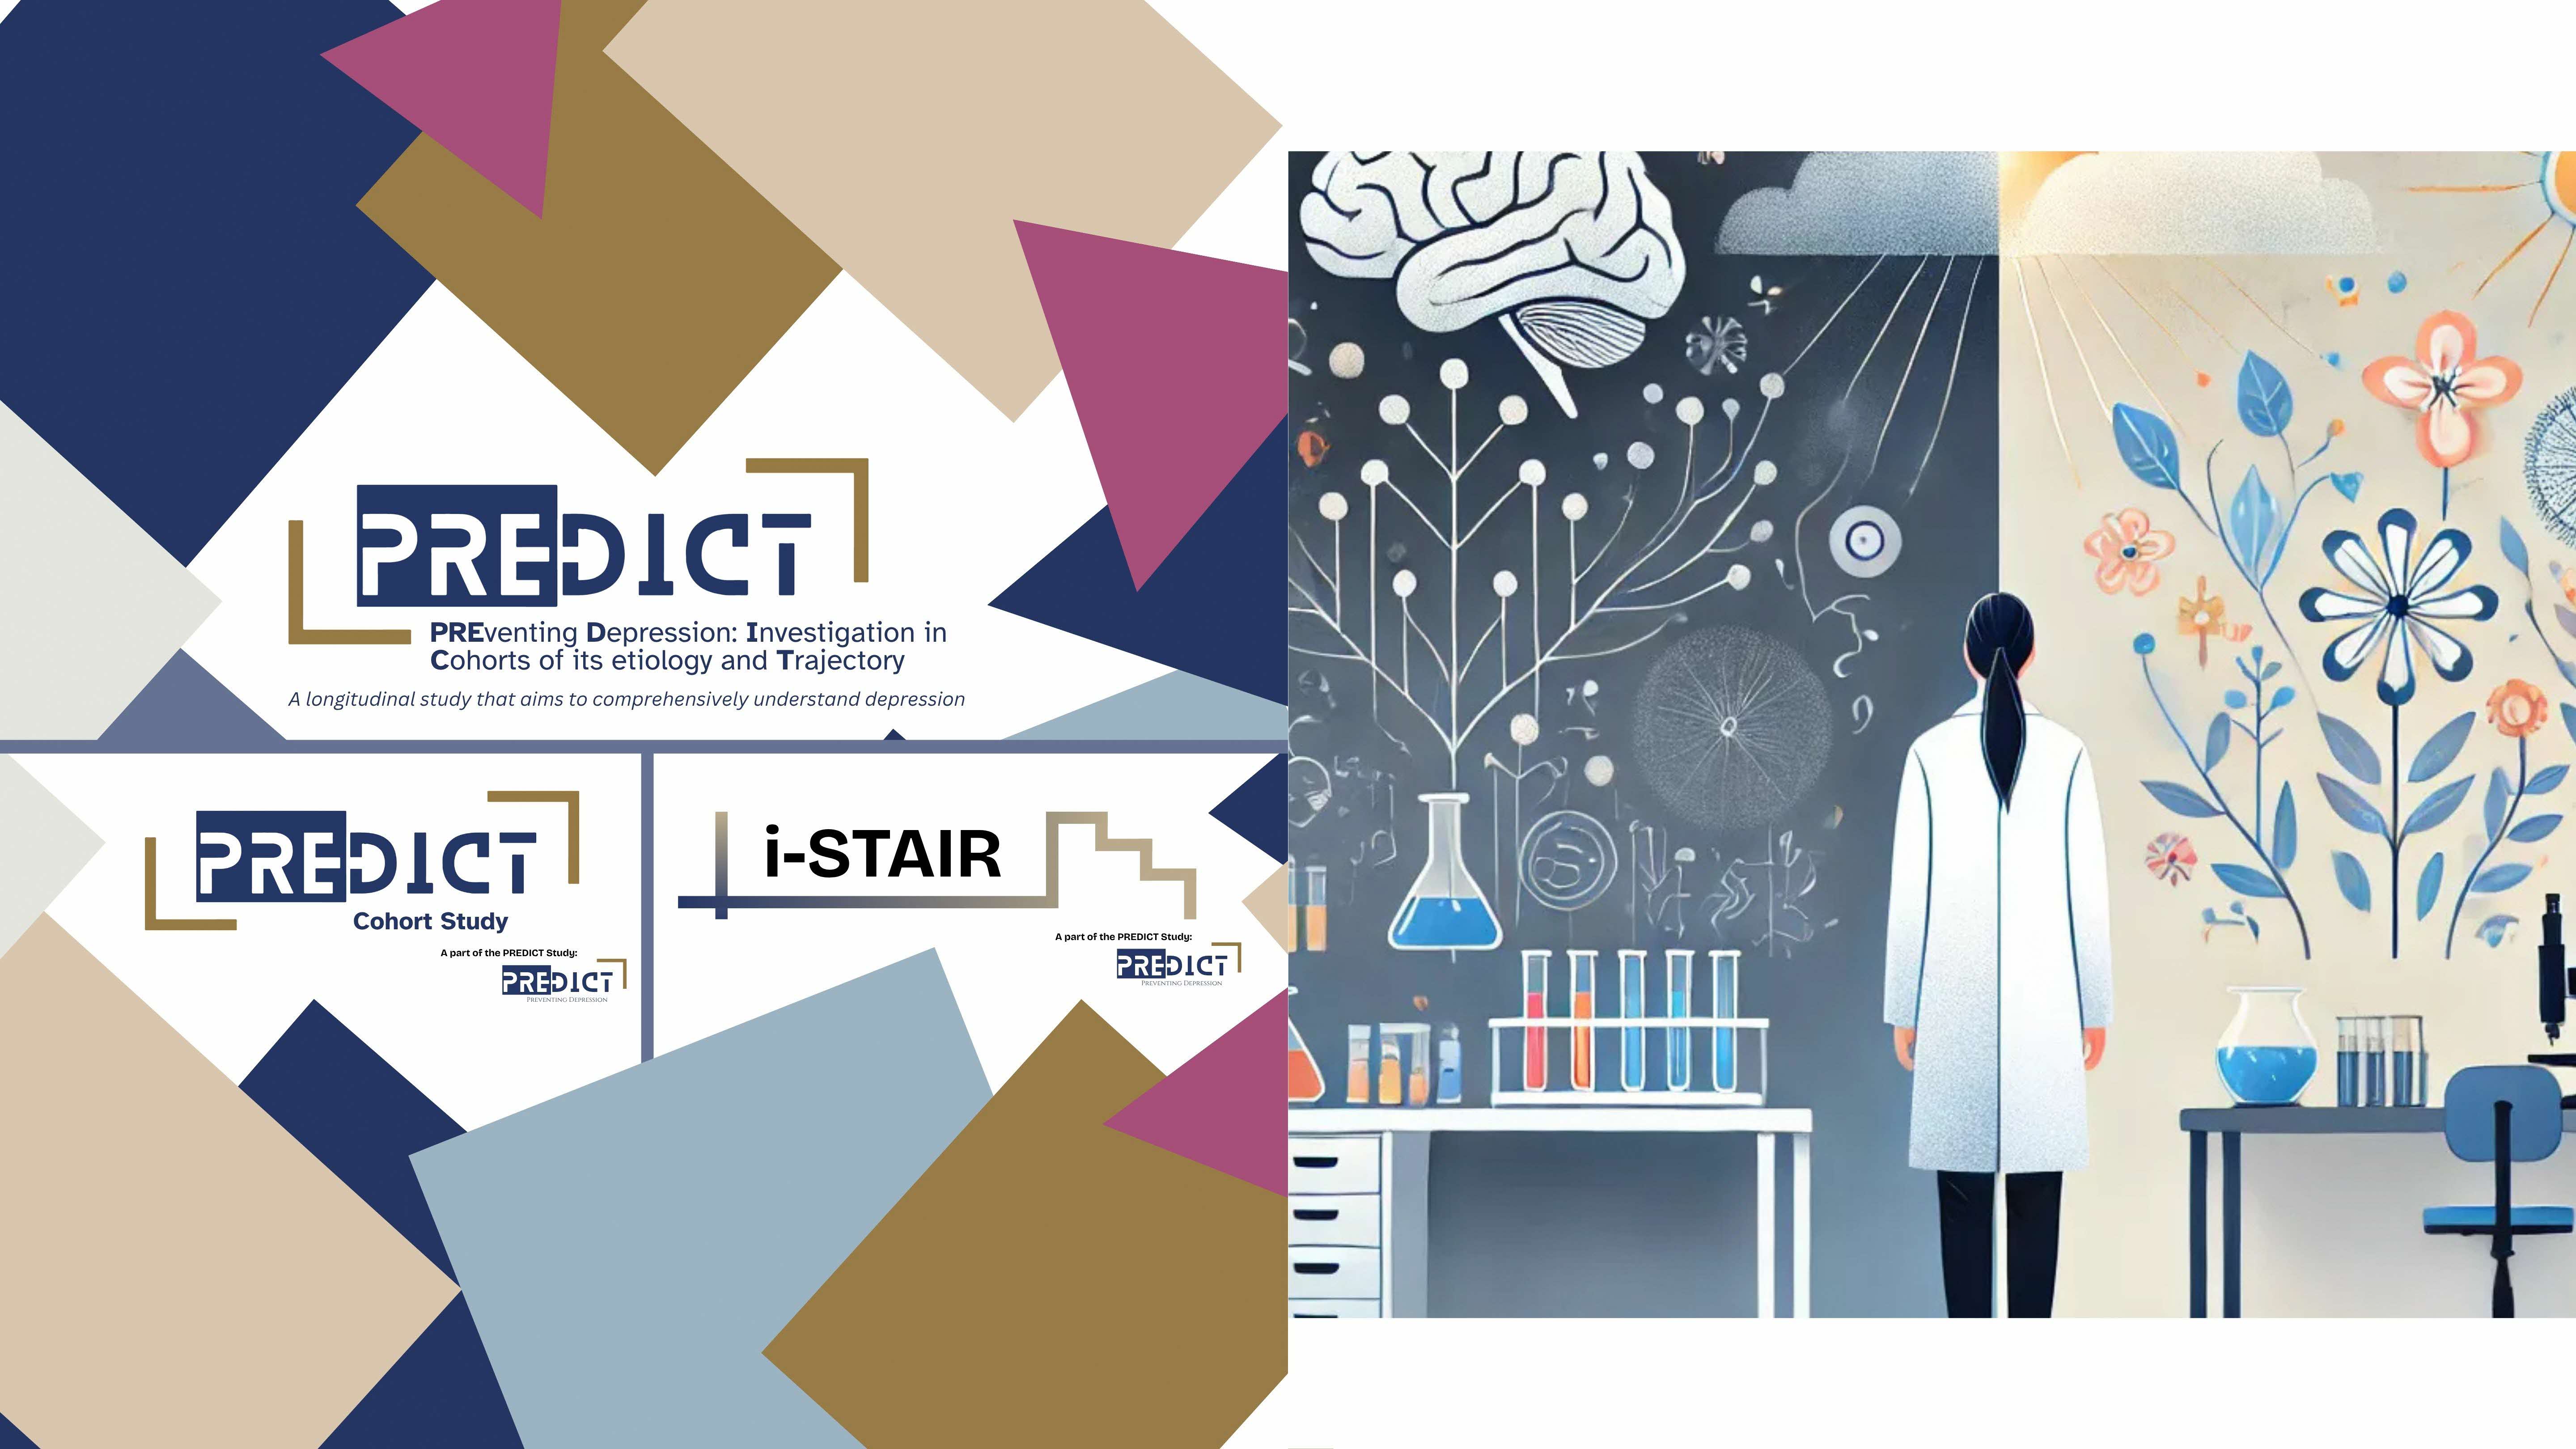 PREDICT
PREventing Depression: Investigation in
Cohorts of its etiology and Trajectory
A longitudinal study that aims to comprehensively understand depression
PREDICT
Cohort Study
A part of the PREDICT Study:
PREDICT
PREVENTING DEPRESSION
i-STAIR
A part of the PREDICT Study:
PREDICT
PREVENTING DEPRESSION